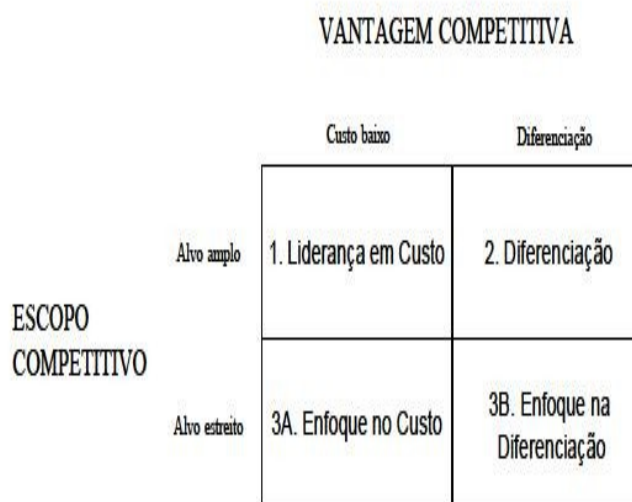 VANTAGEM COMPETITIVA
Custo baixo
Diferenciação
Alvo amplo
1. Liderança em Custo
2. Diferenciação
ESCOPO
COMPETITIVO
Alvo estreito
3A. Enfoque no Custo
3B. Enfoque na
Diferenciação